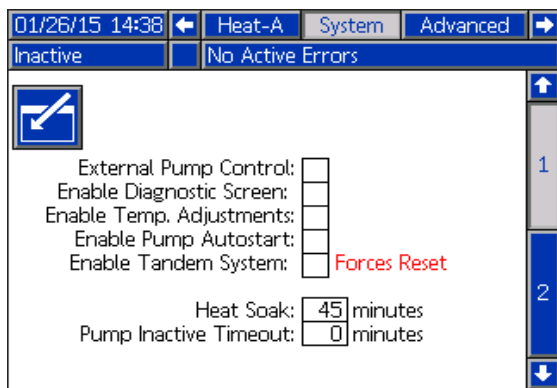 01/26/15 14:38 Heat-A System Advanced
Inactive No Active Errors
1
External Pump Control:
Enable Diagnostic Screen:
Enable Temp. Adjustments:
Enable Pump Autostart:
Enable Tandem System: Forces Reset
2
Heat Soak: 45 minutes
Pump Inactive Timeout: 0 minutes